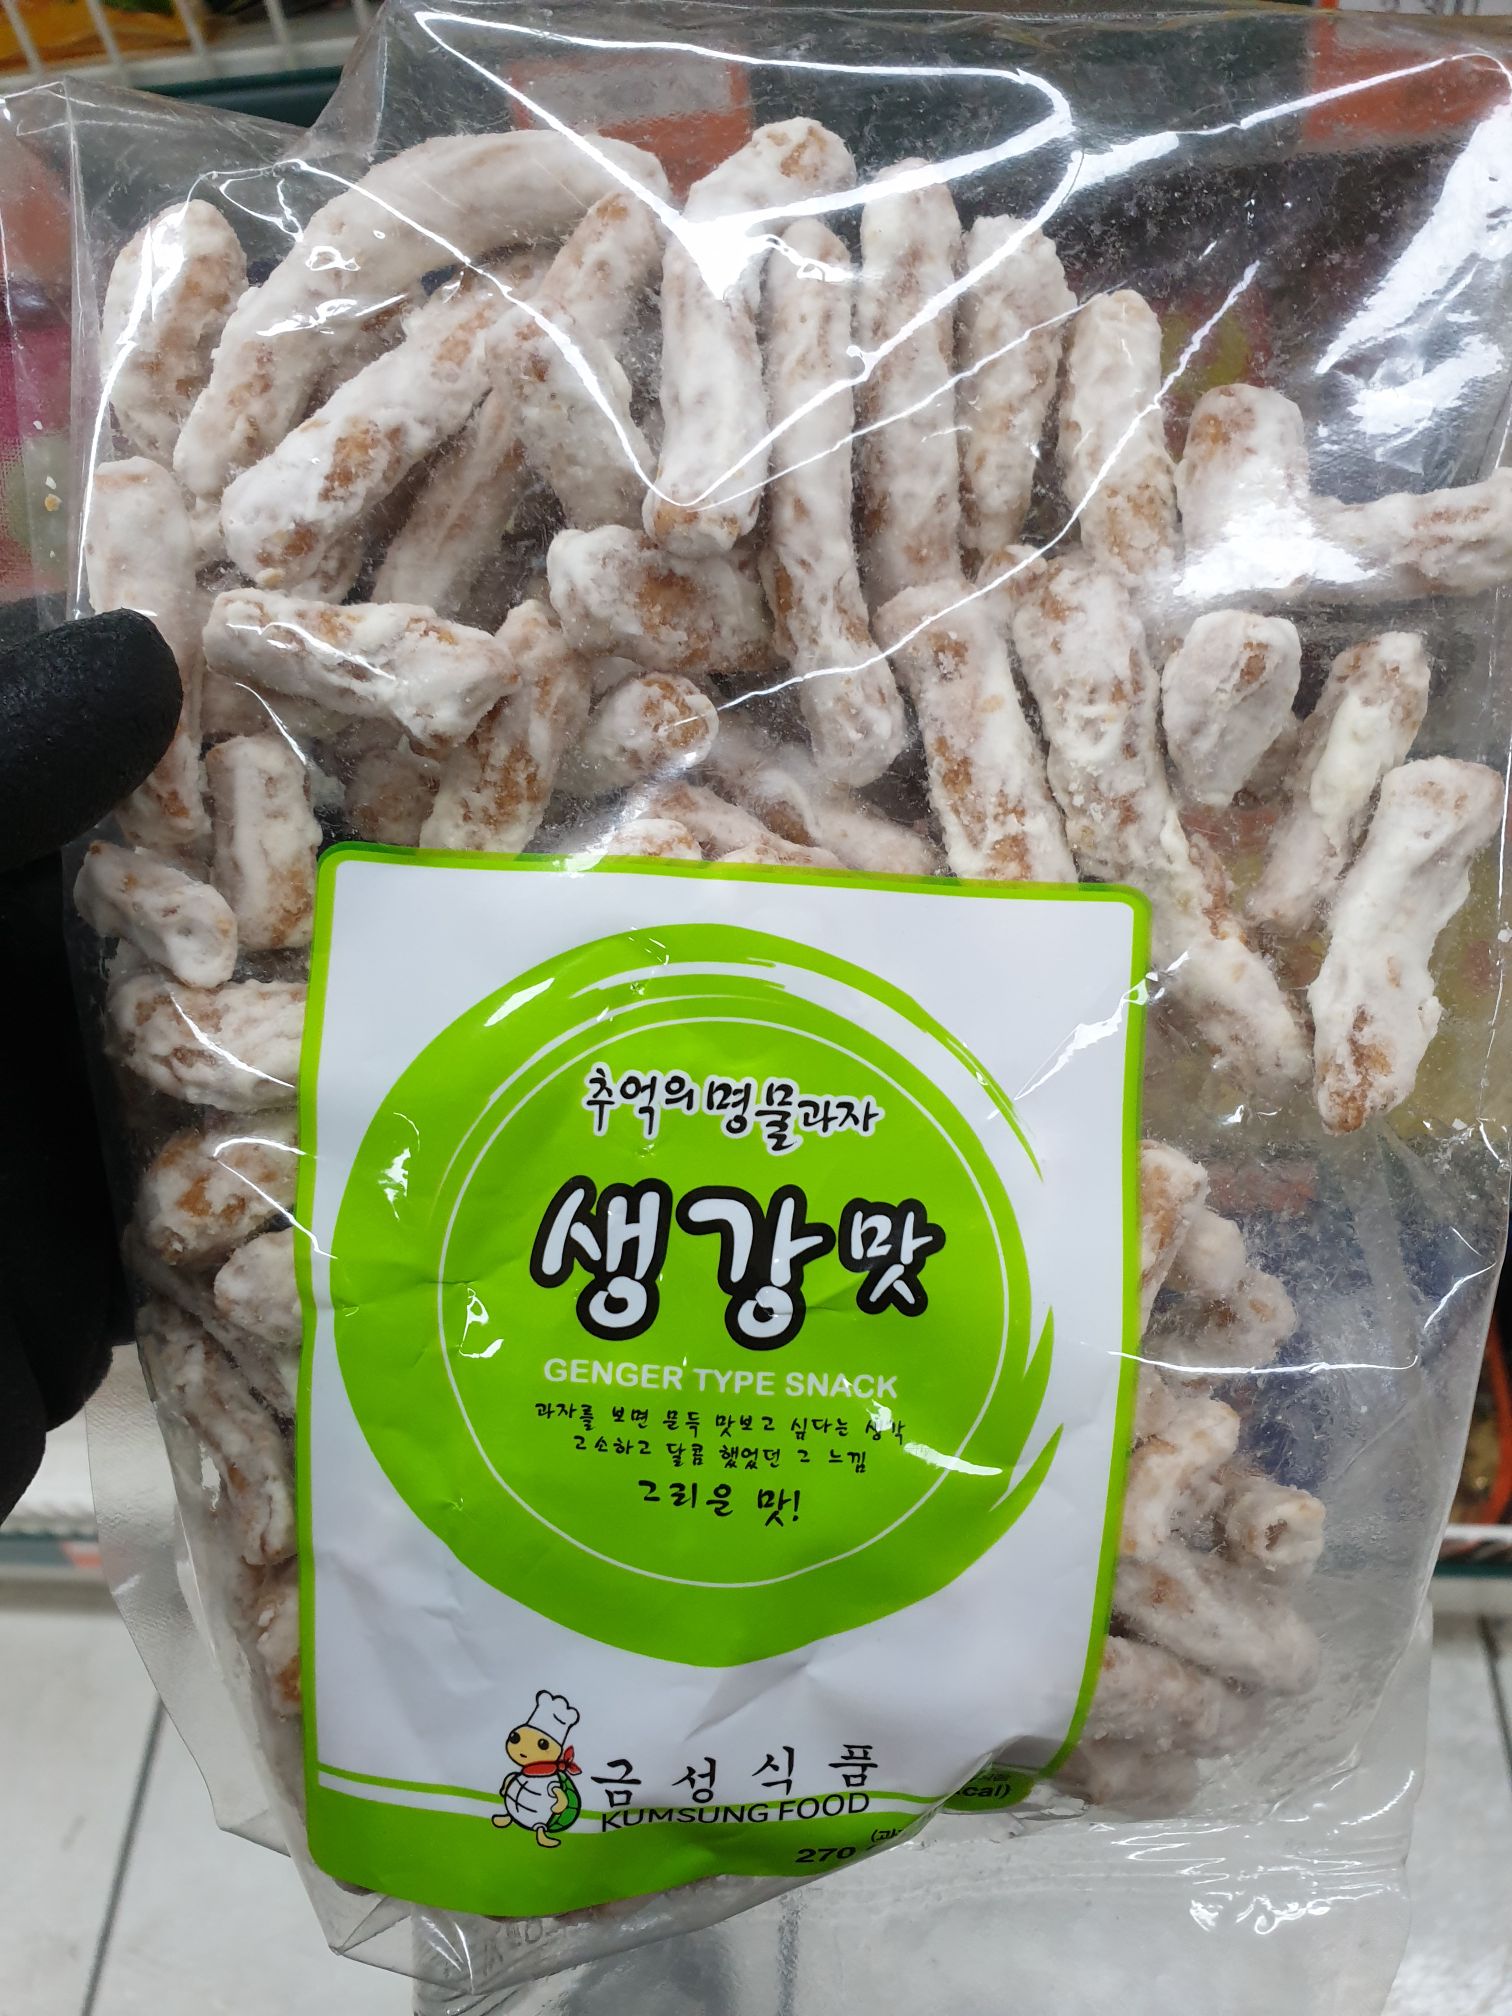 추억의 명물과자
생강맛
GENGER TYPE SNACK
과자를 보면 문득 맛보고 싶다는 생각
고소하고 달콤 했었던 그 느낌
그리운 맛!
금성식품
KUMSUNG FOOD
270
cal)